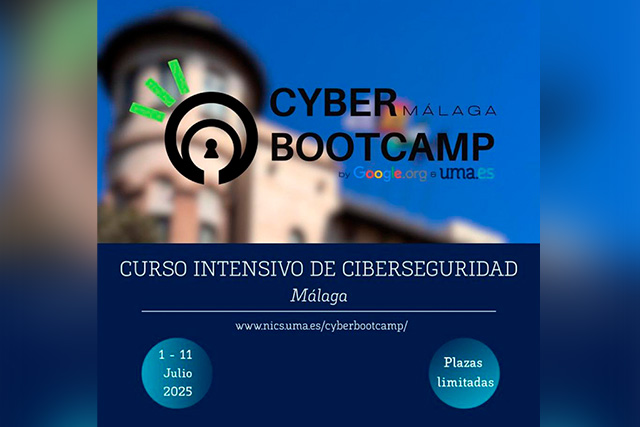 CYBER MÁLAGA
BOOTCAMP
by Google.org & uma.es
CURSO INTENSIVO DE CIBERSEGURIDAD
Málaga
www.nics.uma.es/cyberbootcamp/
1 - 11
Julio
2025
Plazas
limitadas